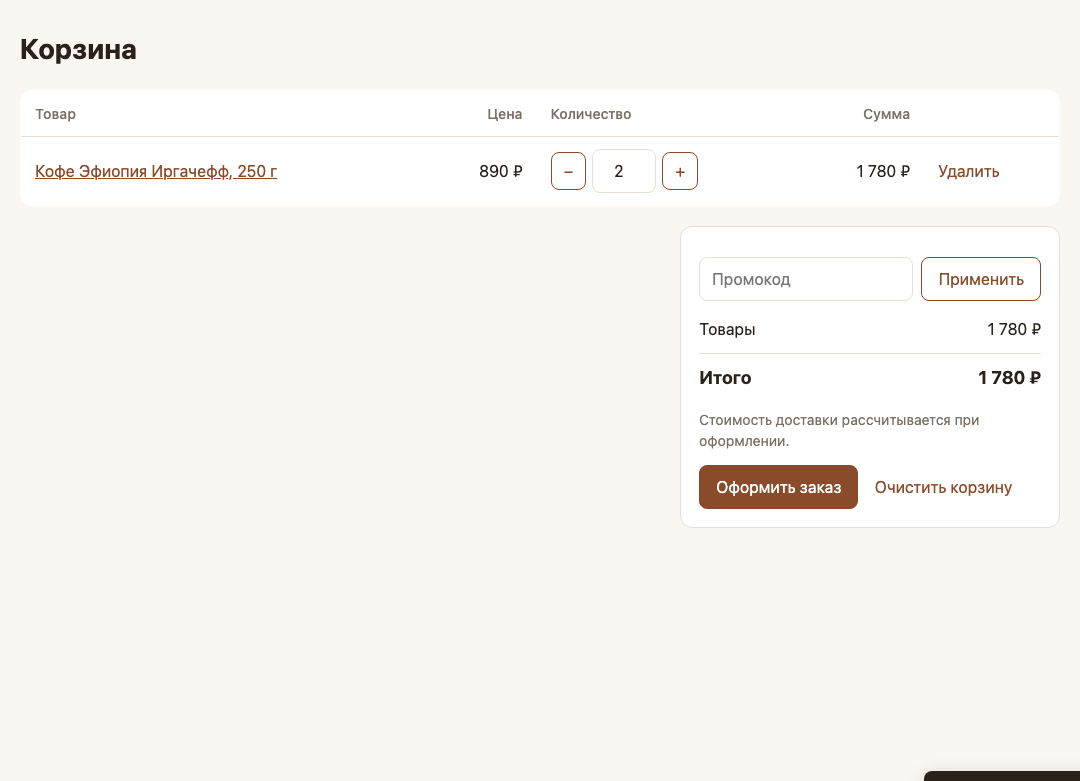 Корзина
Товар Цена Количество Сумма
Кофе Эфиопия Иргачефф, 250 г 890 ₽ − 2 + 1 780 ₽ Удалить
Промокод Применить
Товары 1 780 ₽
Итого 1 780 ₽
Стоимость доставки рассчитывается при
оформлении.
Оформить заказ Очистить корзину